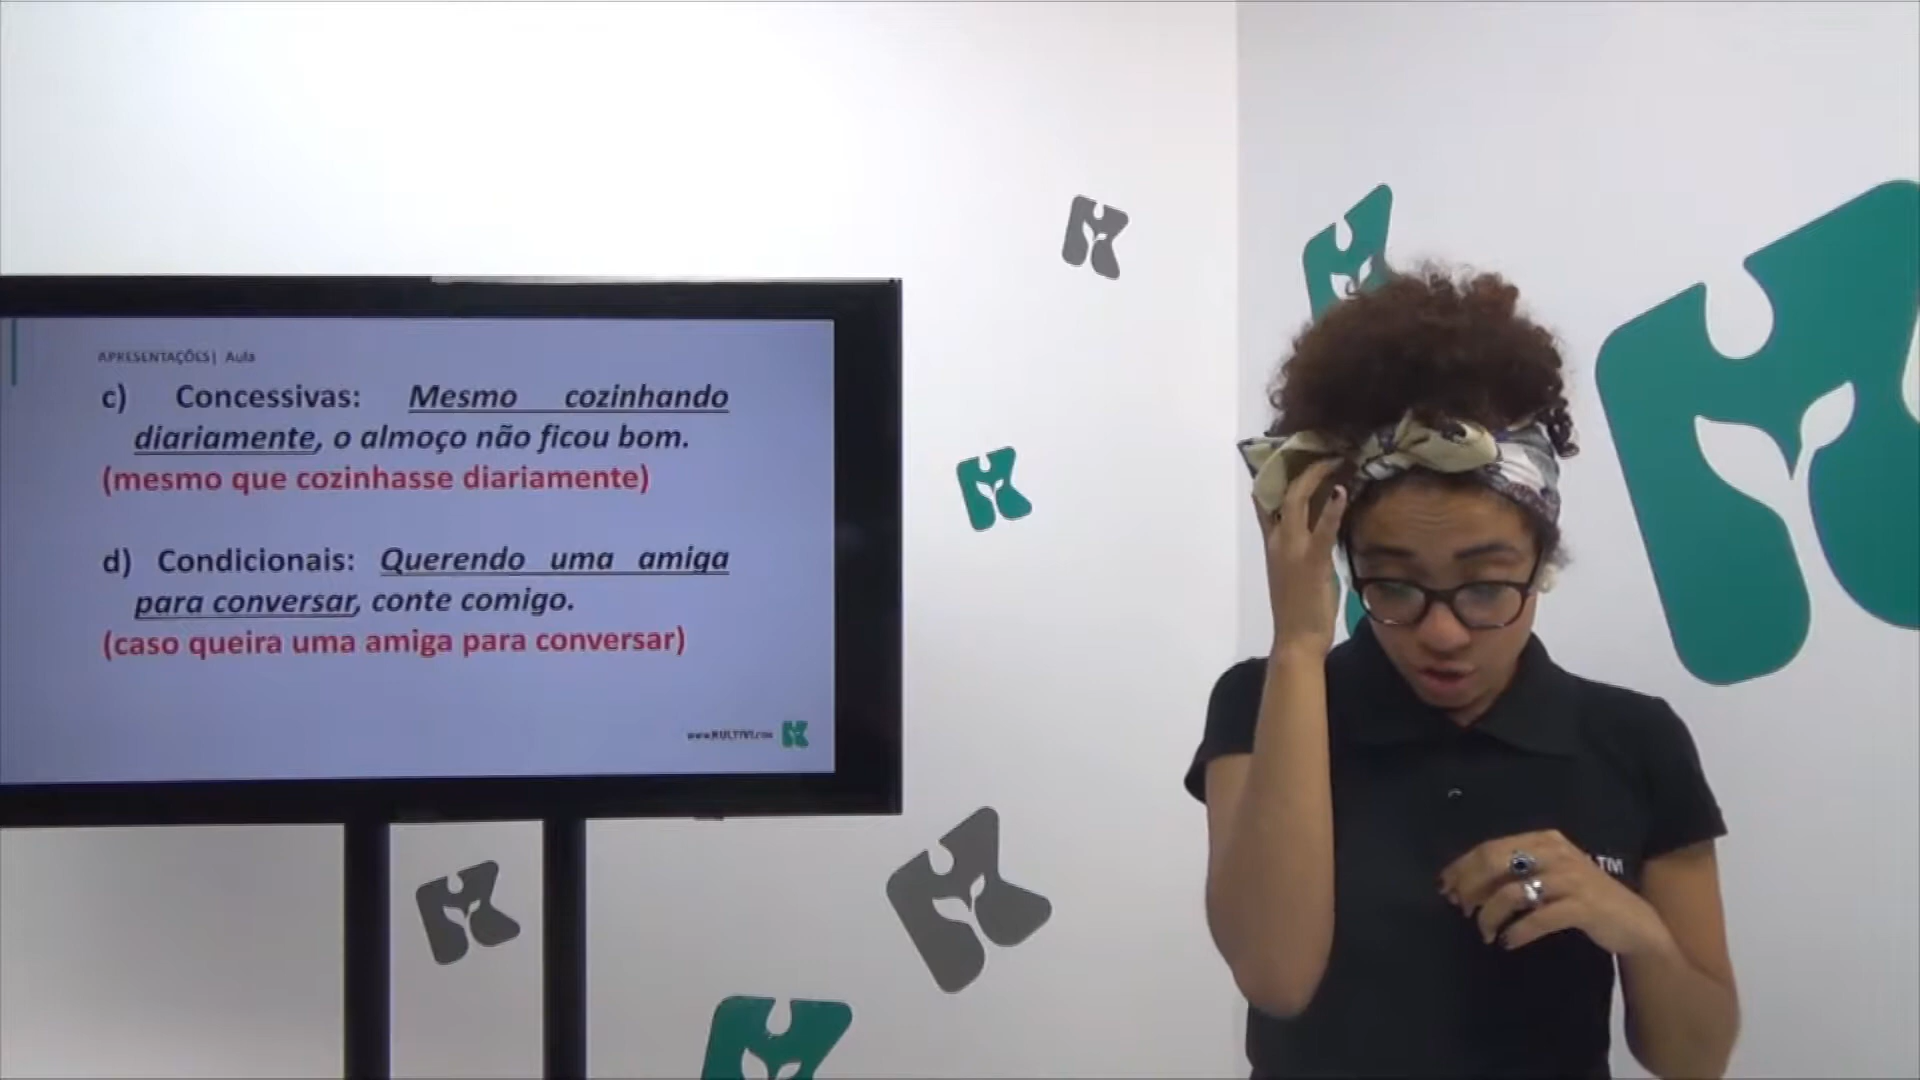 APRESENTAÇÕES| Aula
c) Concessivas: Mesmo cozinhando
diariamente, o almoço não ficou bom.
(mesmo que cozinhasse diariamente)
d) Condicionais: Querendo uma amiga
para conversar, conte comigo.
(caso queira uma amiga para conversar)
www.MULTIVI.com